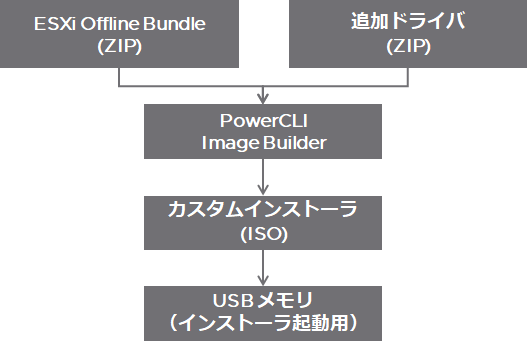 ESXi Offline Bundle
(ZIP)
追加ドライバ
(ZIP)
PowerCLI
Image Builder
カスタムインストーラ
(ISO)
USBメモリ
（インストーラ起動用）